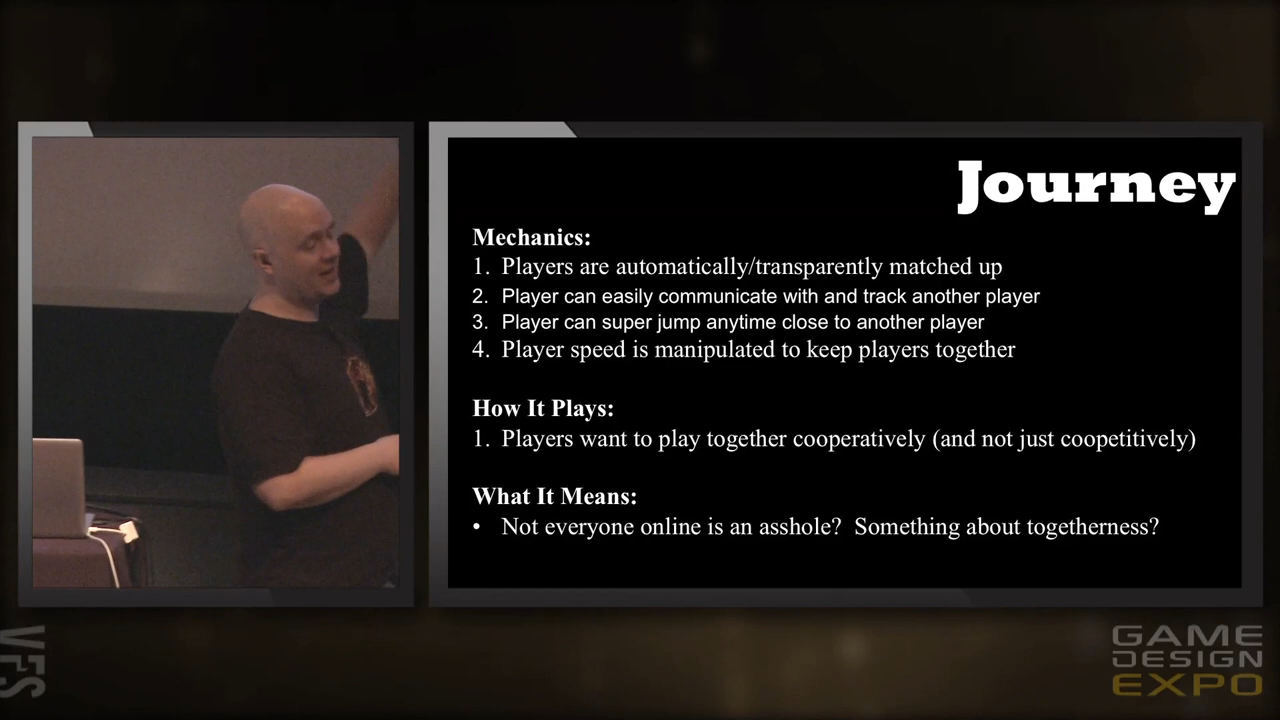 Journey
Mechanics:
1. Players are automatically/transparently matched up
2. Player can easily communicate with and track another player
3. Player can super jump anytime close to another player
4. Player speed is manipulated to keep players together
How It Plays:
1. Players want to play together cooperatively (and not just coopetitively)
What It Means:
• Not everyone online is an asshole? Something about togetherness?
VFS
GAME
DESIGN
EXPO